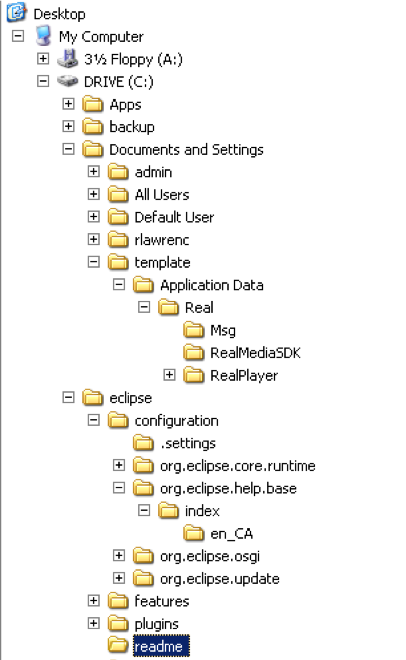 Desktop
My Computer
3½ Floppy (A:)
DRIVE (C:)
Apps
backup
Documents and Settings
admin
All Users
Default User
rlawrenc
template
Application Data
Real
Msg
RealMediaSDK
RealPlayer
eclipse
configuration
.settings
org.eclipse.core.runtime
org.eclipse.help.base
index
en_CA
org.eclipse.osgi
org.eclipse.update
features
plugins
readme